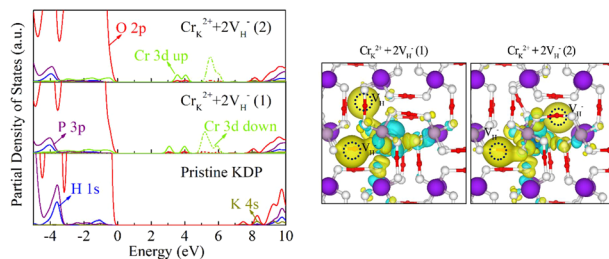 Partial Density of States (a.u.)
O 2p
Cr_K^{2+}+2V_H^- (2)
Cr 3d up
Cr_K^{2+}+2V_H^- (1)
P 3p
Cr 3d down
Pristine KDP
H 1s
K 4s
-4 -2 0 2 4 6 8 10
Energy (eV)
Cr_K^{2+}+2V_H^- (1)
Cr_K^{2+}+2V_H^- (2)
V_H^-
V_H^-
V_H^-
V_H^-